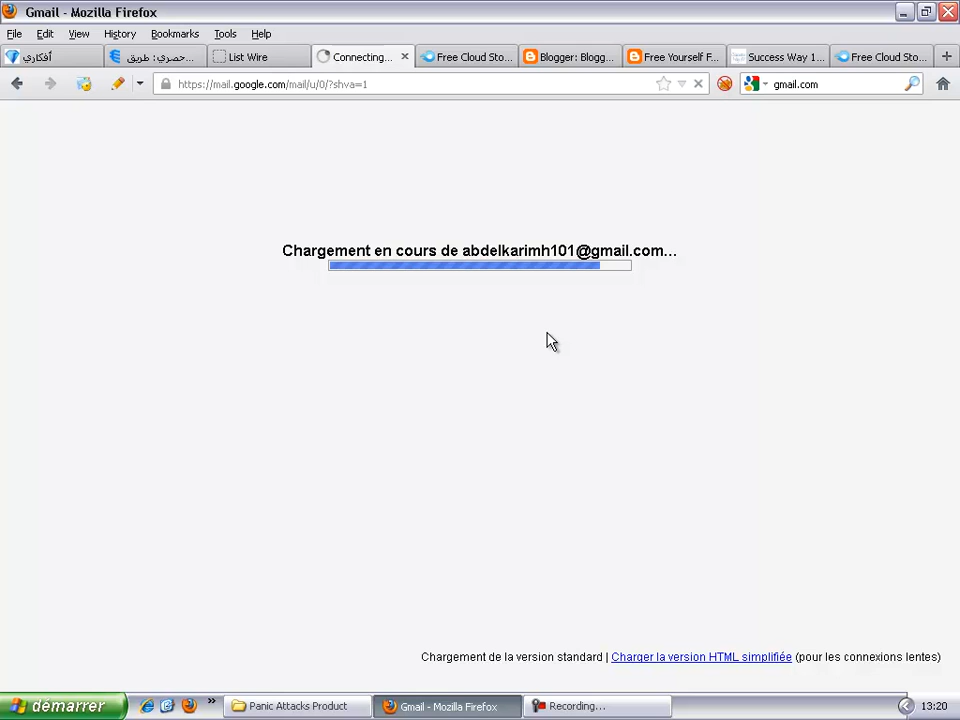 Gmail - Mozilla Firefox
File Edit View History Bookmarks Tools Help
أفكاري
حصري: طريق...
List Wire
Connecting...
Free Cloud Sto...
Blogger: Blogg...
Free Yourself F...
Success Way 1...
Free Cloud Sto...
https://mail.google.com/mail/u/0/?shva=1
gmail.com
Chargement en cours de abdelkarimh101@gmail.com...
Chargement de la version standard | Charger la version HTML simplifiée (pour les connexions lentes)
démarrer
Panic Attacks Product
Gmail - Mozilla Firefox
Recording...
13:20